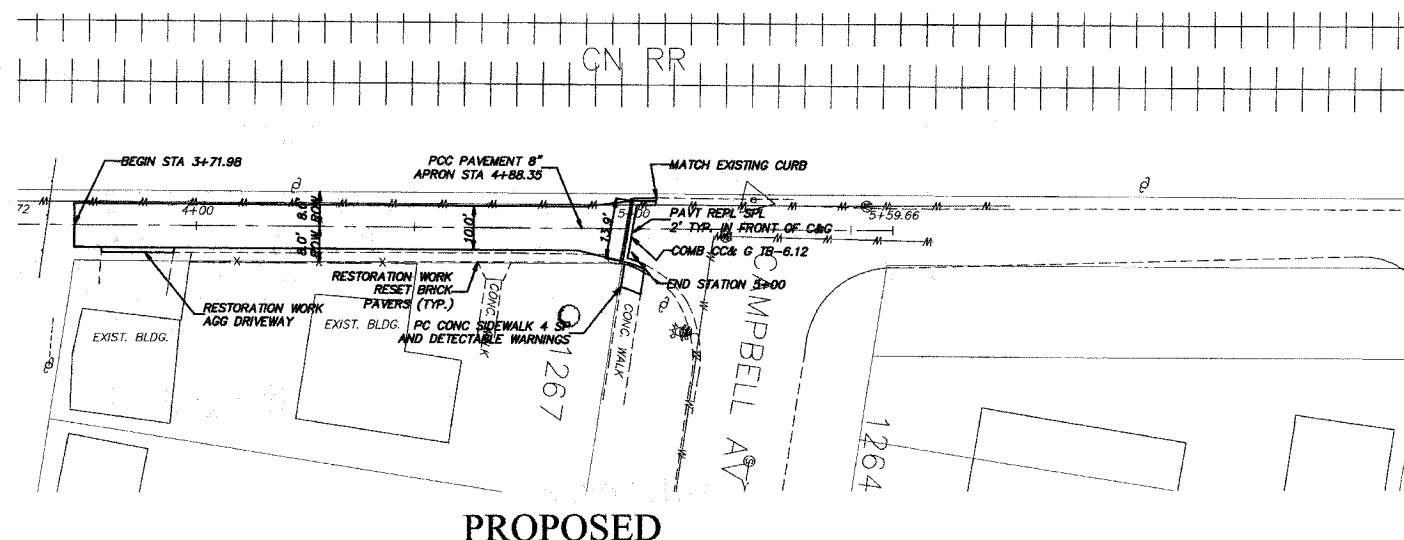 CN RR
BEGIN STA 3+71.98
PCC PAVEMENT 8"
APRON STA 4+88.35
MATCH EXISTING CURB
72
4+00
8.0' 8.0'
ROW ROW
10.0'
13.9'
5+00
PAVT REPL SPL
2' TYP. IN FRONT OF C&G
COMB CC& G TB-6.12
END STATION 5+00
5+59.66
RESTORATION WORK
RESET BRICK
PAVERS (TYP.)
RESTORATION WORK
AGG DRIVEWAY
EXIST. BLDG.
EXIST. BLDG.
PC CONC SIDEWALK 4 SP
AND DETECTABLE WARNINGS
CONC. WALK
CONC. WALK
1267
CAMPBELL AV
1264
PROPOSED